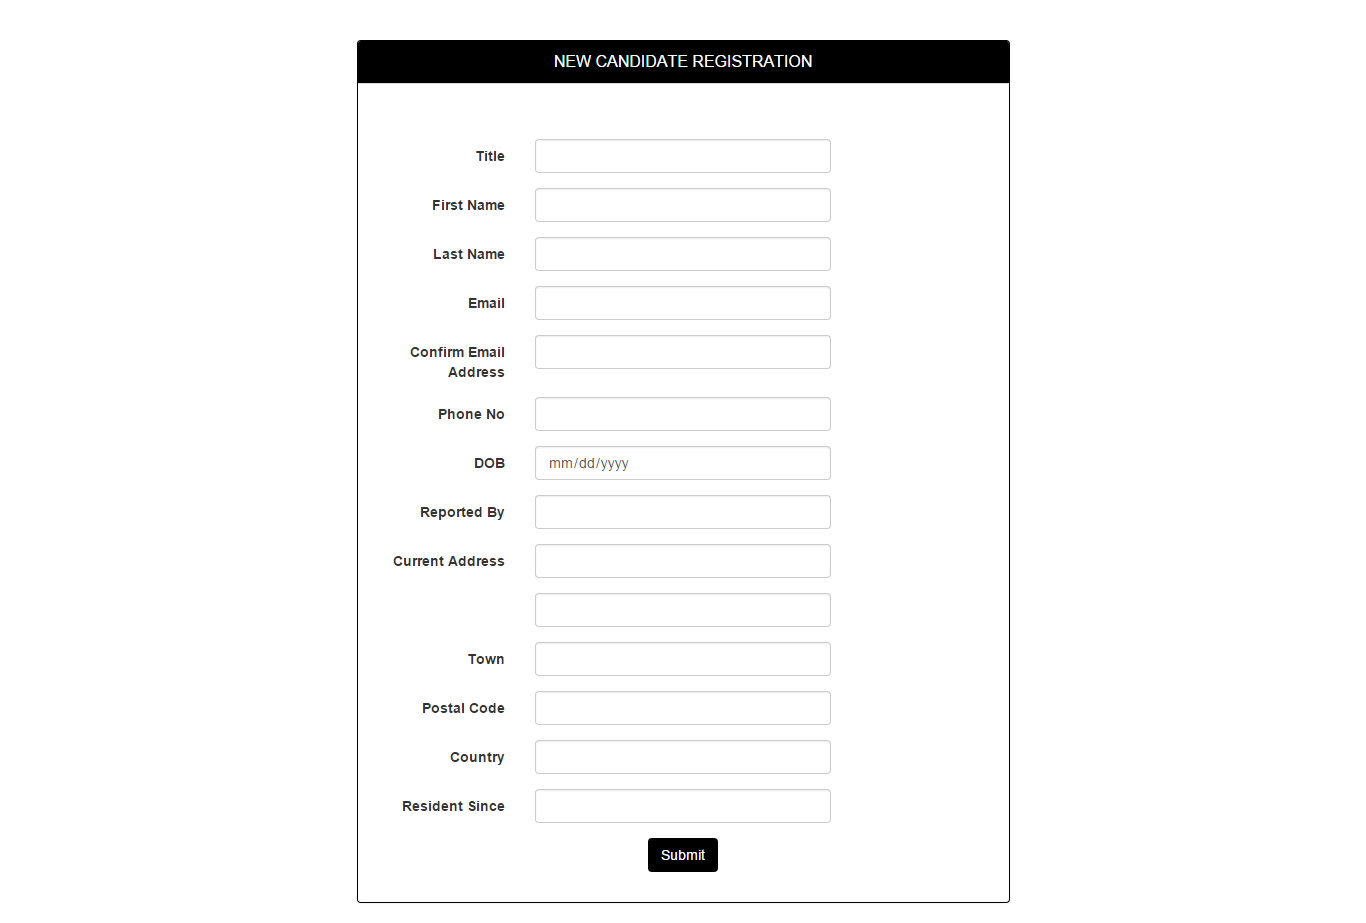 NEW CANDIDATE REGISTRATION
Title
First Name
Last Name
Email
Confirm Email
Address
Phone No
DOB mm/dd/yyyy
Reported By
Current Address
Town
Postal Code
Country
Resident Since
Submit